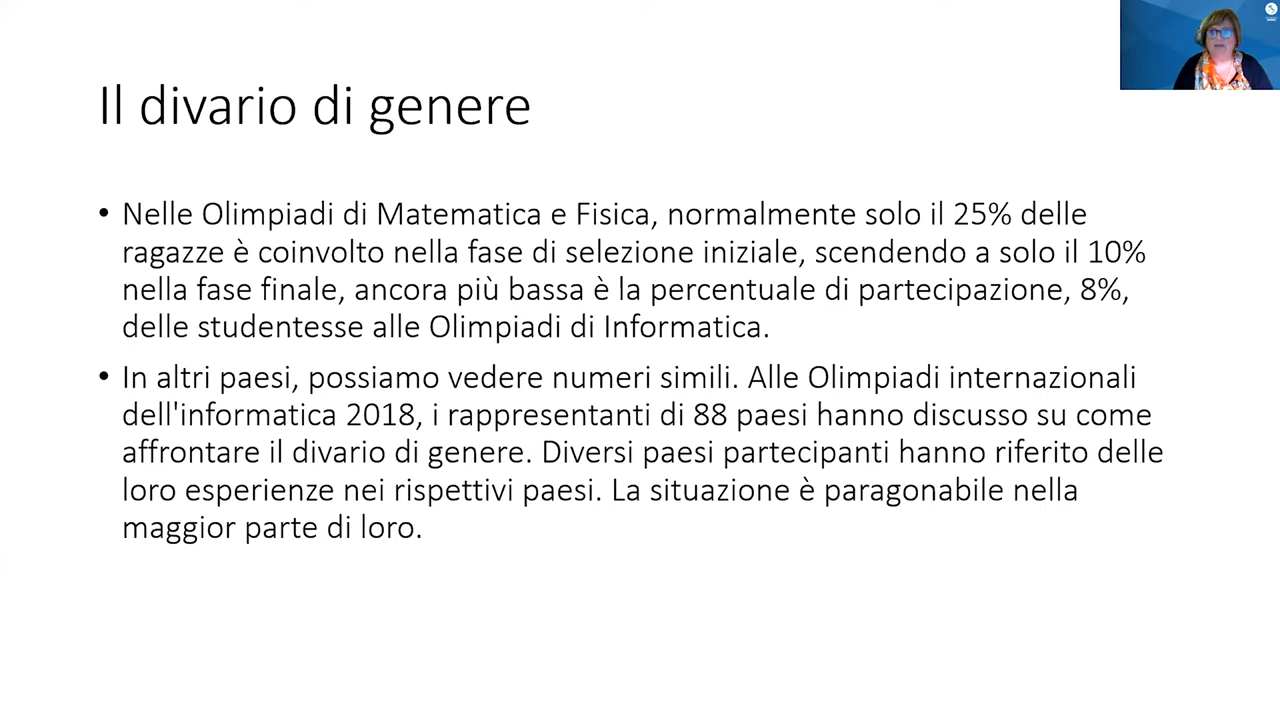 Il divario di genere
• Nelle Olimpiadi di Matematica e Fisica, normalmente solo il 25% delle
ragazze è coinvolto nella fase di selezione iniziale, scendendo a solo il 10%
nella fase finale, ancora più bassa è la percentuale di partecipazione, 8%,
delle studentesse alle Olimpiadi di Informatica.
• In altri paesi, possiamo vedere numeri simili. Alle Olimpiadi internazionali
dell'informatica 2018, i rappresentanti di 88 paesi hanno discusso su come
affrontare il divario di genere. Diversi paesi partecipanti hanno riferito delle
loro esperienze nei rispettivi paesi. La situazione è paragonabile nella
maggior parte di loro.